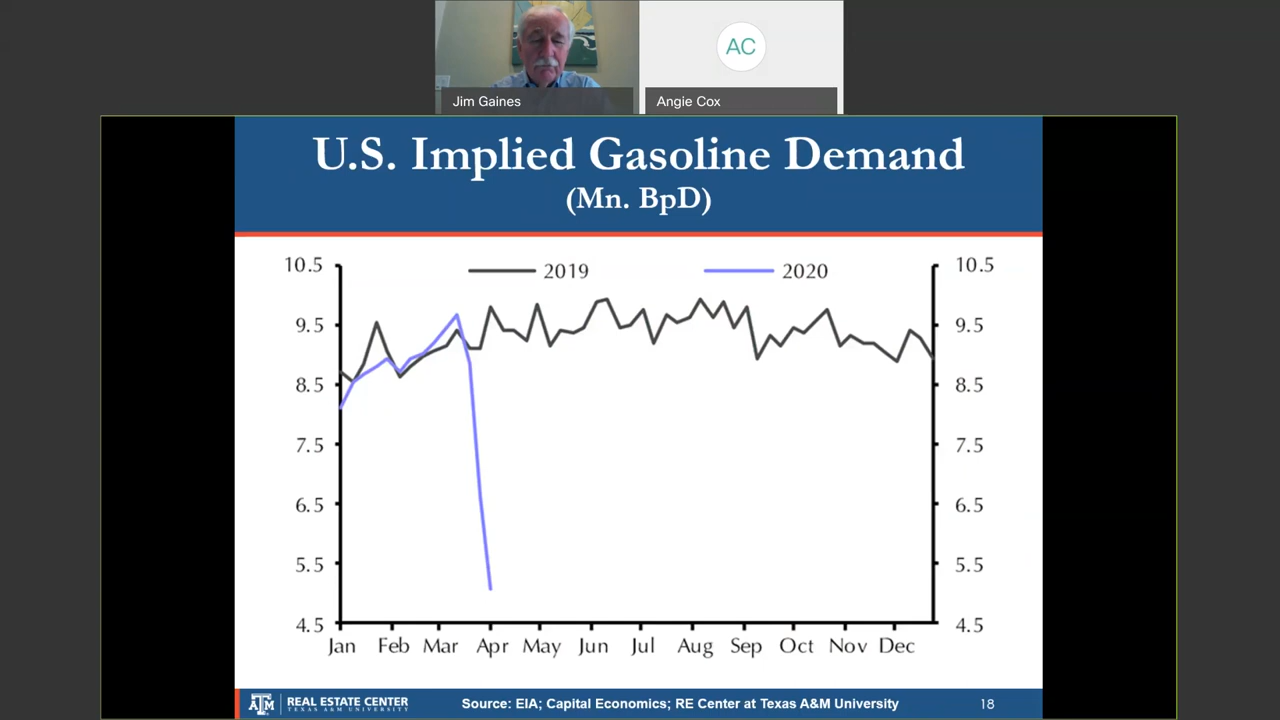 AC
Jim Gaines
Angie Cox
U.S. Implied Gasoline Demand
(Mn. BpD)
2019
2020
10.5
9.5
8.5
7.5
6.5
5.5
4.5
10.5
9.5
8.5
7.5
6.5
5.5
4.5
Jan Feb Mar Apr May Jun Jul Aug Sep Oct Nov Dec
ATM
REAL ESTATE CENTER
TEXAS A&M UNIVERSITY
Source: EIA; Capital Economics; RE Center at Texas A&M University
18